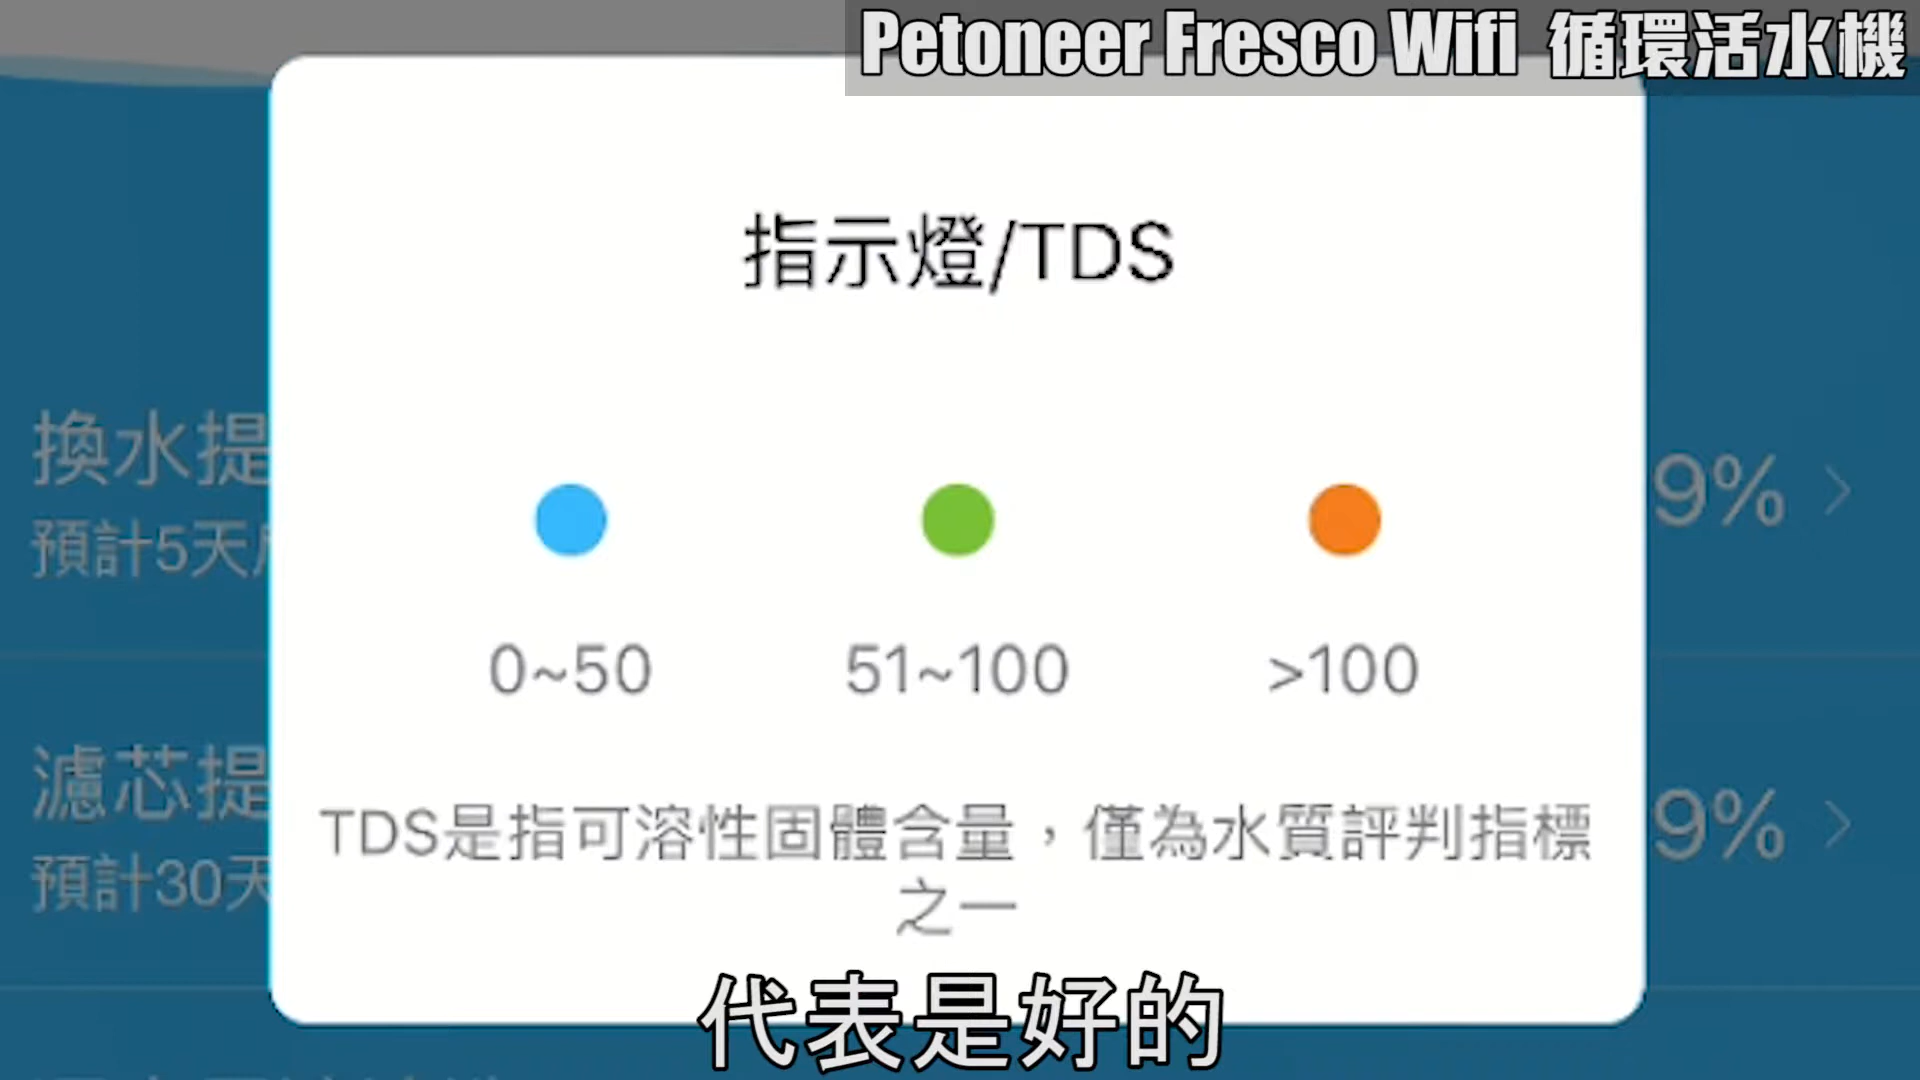 Petoneer Fresco Wifi 循環活水機
指示燈/TDS
換水提
預計5天
9%
0~50
51~100
>100
濾芯提
預計30天
9%
TDS是指可溶性固體含量，僅為水質評判指標
之一
代表是好的